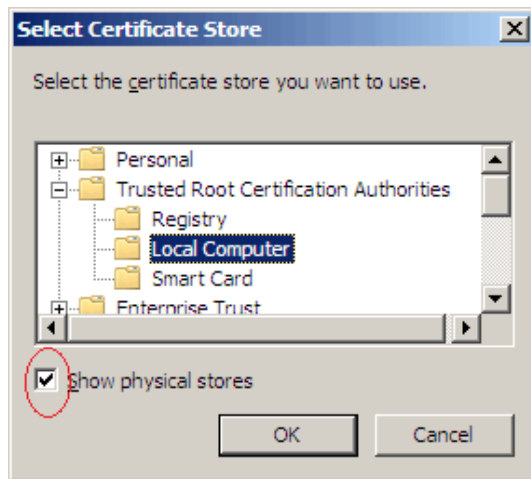 Select Certificate Store
Select the certificate store you want to use.
Personal
Trusted Root Certification Authorities
Registry
Local Computer
Smart Card
Enterprise Trust
Show physical stores
OK Cancel